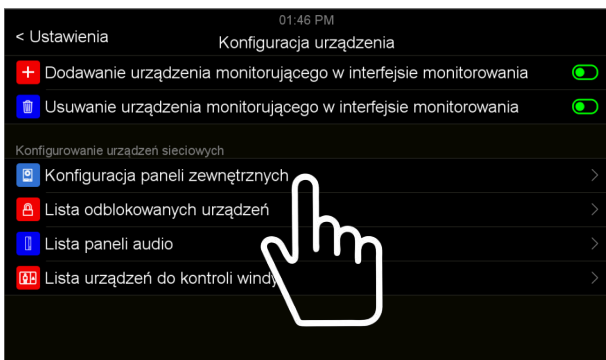 01:46 PM
< Ustawienia
Konfiguracja urządzenia
Dodawanie urządzenia monitorującego w interfejsie monitorowania
Usuwanie urządzenia monitorującego w interfejsie monitorowania
Konfigurowanie urządzeń sieciowych
Konfiguracja paneli zewnętrznych
Lista odblokowanych urządzeń
Lista paneli audio
Lista urządzeń do kontroli windy